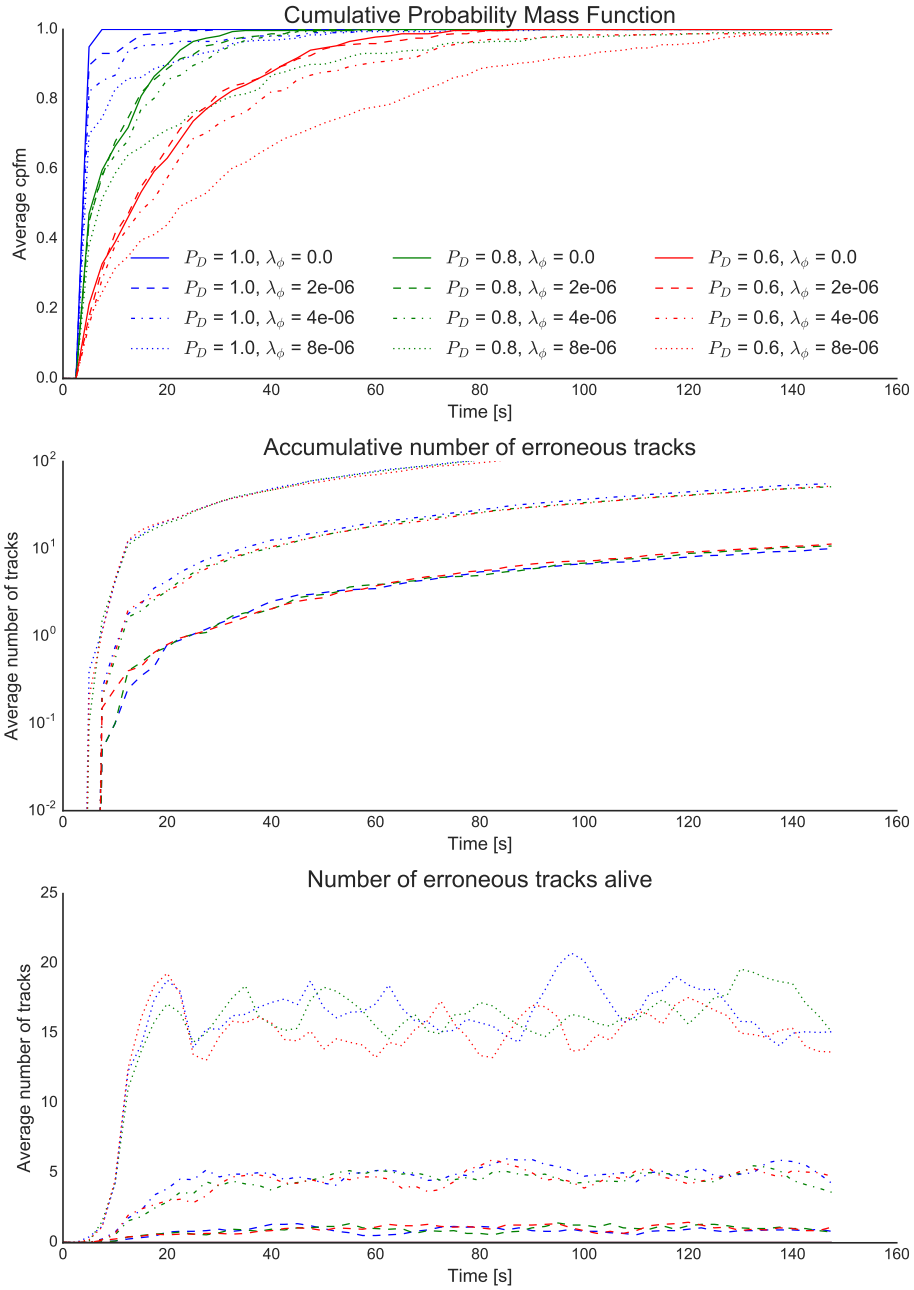 Cumulative Probability Mass Function
1.0
0.8
0.6
0.4
0.2
0.0
Average cpfm
P_D = 1.0, λ_ϕ = 0.0
P_D = 0.8, λ_ϕ = 0.0
P_D = 0.6, λ_ϕ = 0.0
P_D = 1.0, λ_ϕ = 2e-06
P_D = 0.8, λ_ϕ = 2e-06
P_D = 0.6, λ_ϕ = 2e-06
P_D = 1.0, λ_ϕ = 4e-06
P_D = 0.8, λ_ϕ = 4e-06
P_D = 0.6, λ_ϕ = 4e-06
P_D = 1.0, λ_ϕ = 8e-06
P_D = 0.8, λ_ϕ = 8e-06
P_D = 0.6, λ_ϕ = 8e-06
0 20 40 60 80 100 120 140 160
Time [s]
Accumulative number of erroneous tracks
10^2
10^1
10^0
10^-1
10^-2
Average number of tracks
0 20 40 60 80 100 120 140 160
Time [s]
Number of erroneous tracks alive
25
20
15
10
5
0
Average number of tracks
0 20 40 60 80 100 120 140 160
Time [s]